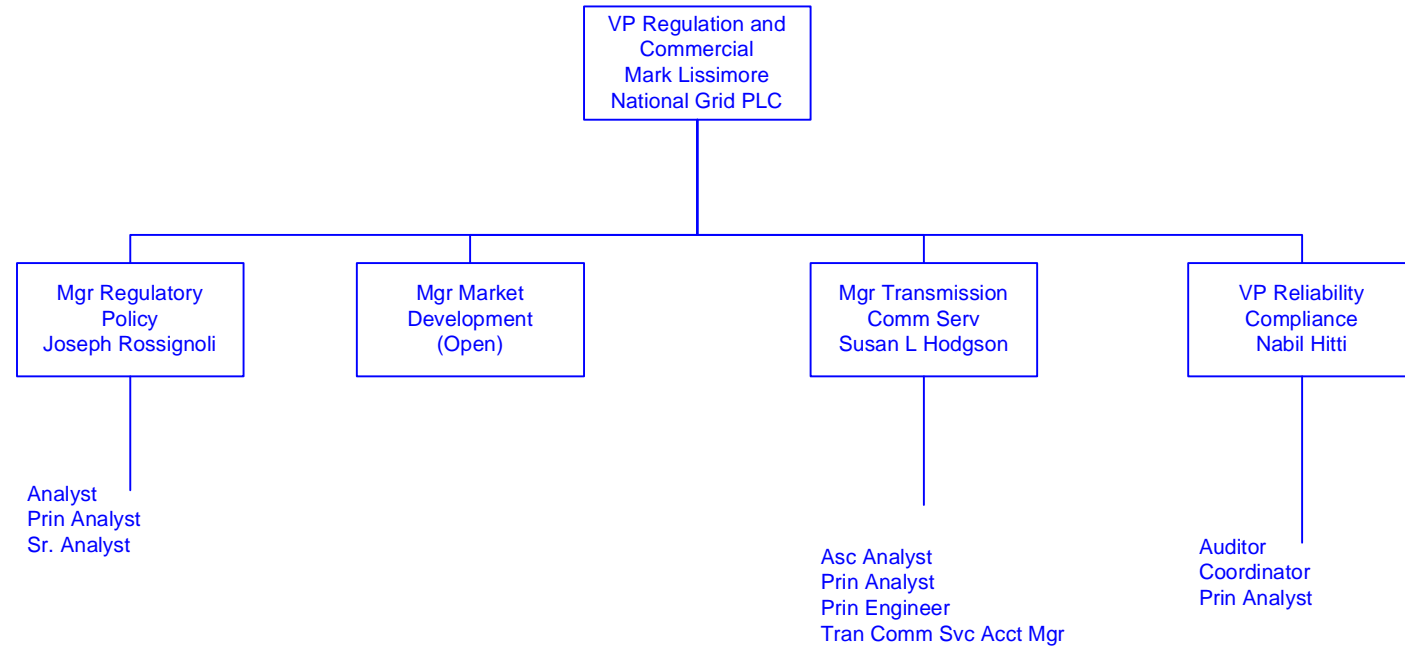 VP Regulation and
Commercial
Mark Lissimore
National Grid PLC
Mgr Regulatory
Policy
Joseph Rossignoli
Mgr Market
Development
(Open)
Mgr Transmission
Comm Serv
Susan L Hodgson
VP Reliability
Compliance
Nabil Hitti
Analyst
Prin Analyst
Sr. Analyst
Asc Analyst
Prin Analyst
Prin Engineer
Tran Comm Svc Acct Mgr
Auditor
Coordinator
Prin Analyst